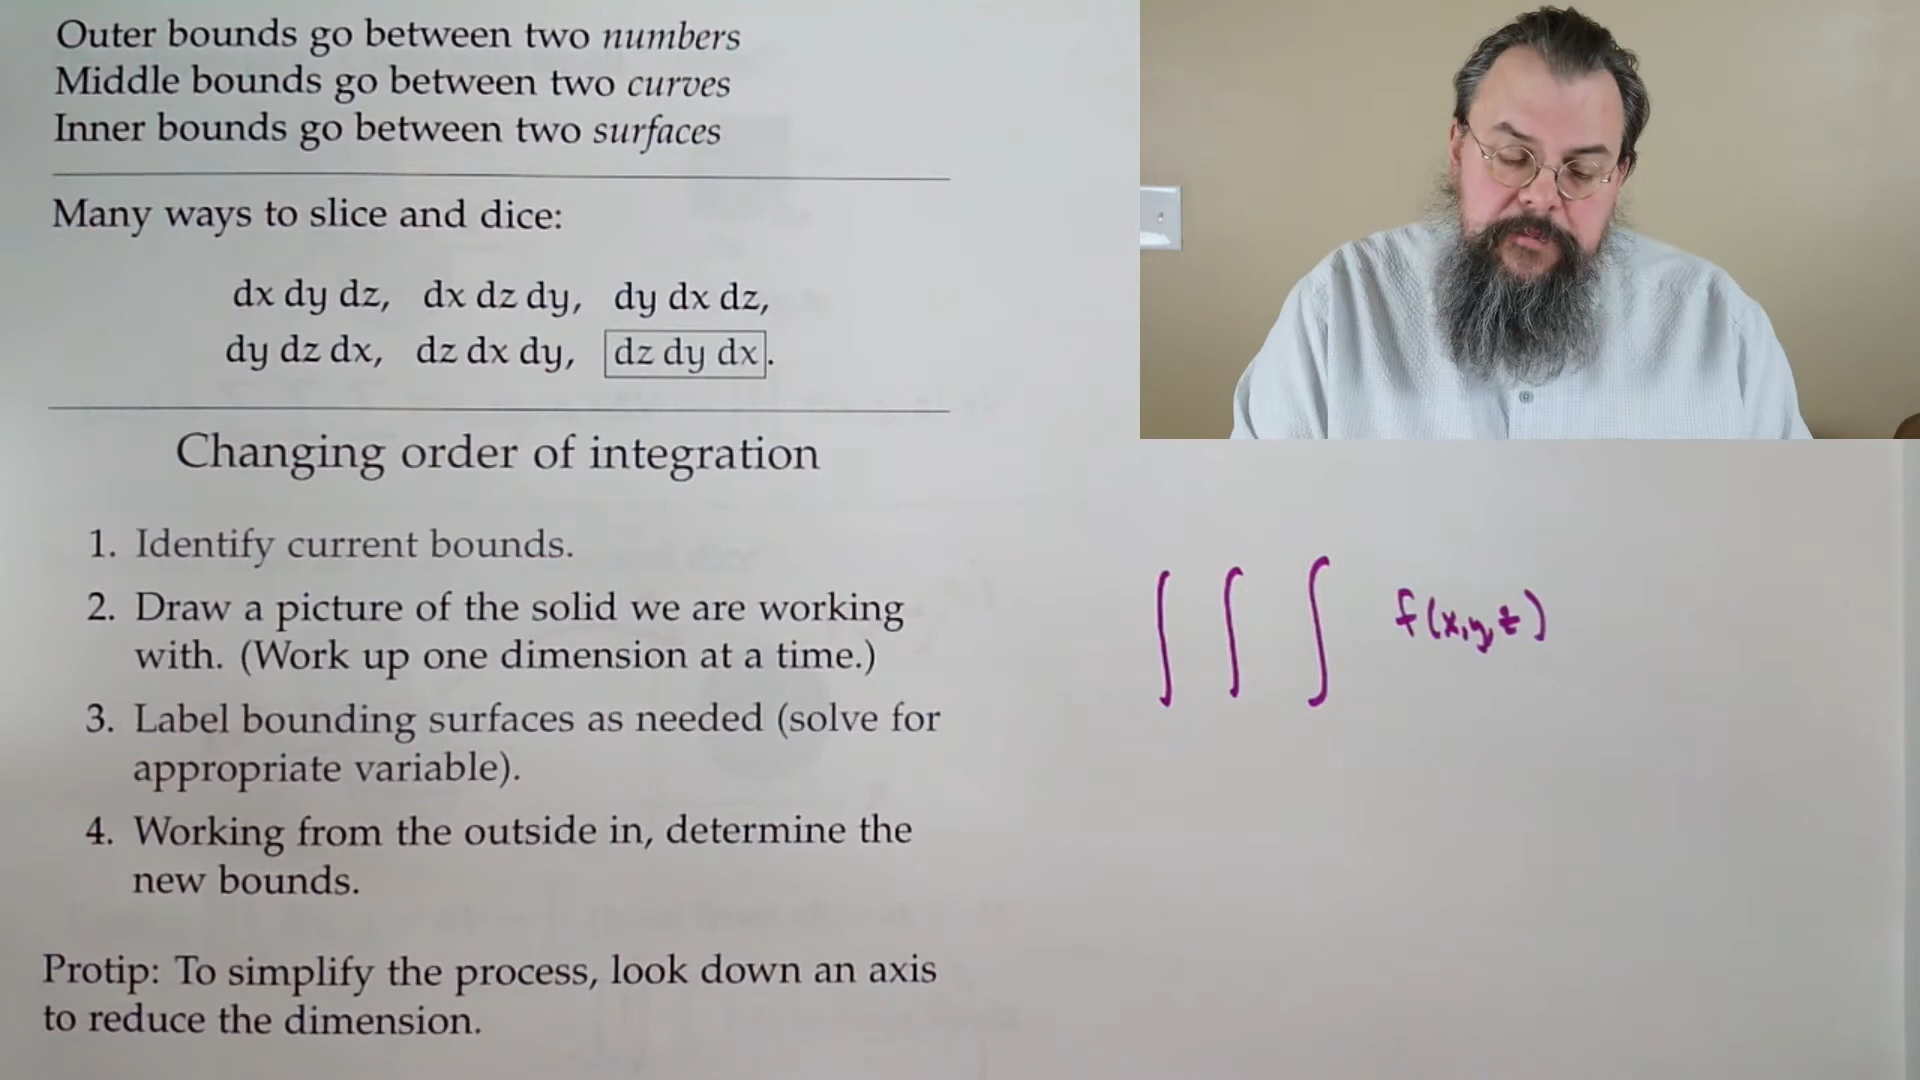 Outer bounds go between two numbers
Middle bounds go between two curves
Inner bounds go between two surfaces
Many ways to slice and dice:
dx dy dz, dx dz dy, dy dx dz,
dy dz dx, dz dx dy, dz dy dx.
Changing order of integration
1. Identify current bounds.
2. Draw a picture of the solid we are working
with. (Work up one dimension at a time.)
3. Label bounding surfaces as needed (solve for
appropriate variable).
4. Working from the outside in, determine the
new bounds.
Protip: To simplify the process, look down an axis
to reduce the dimension.
∫ ∫ ∫ f(x,y,z)